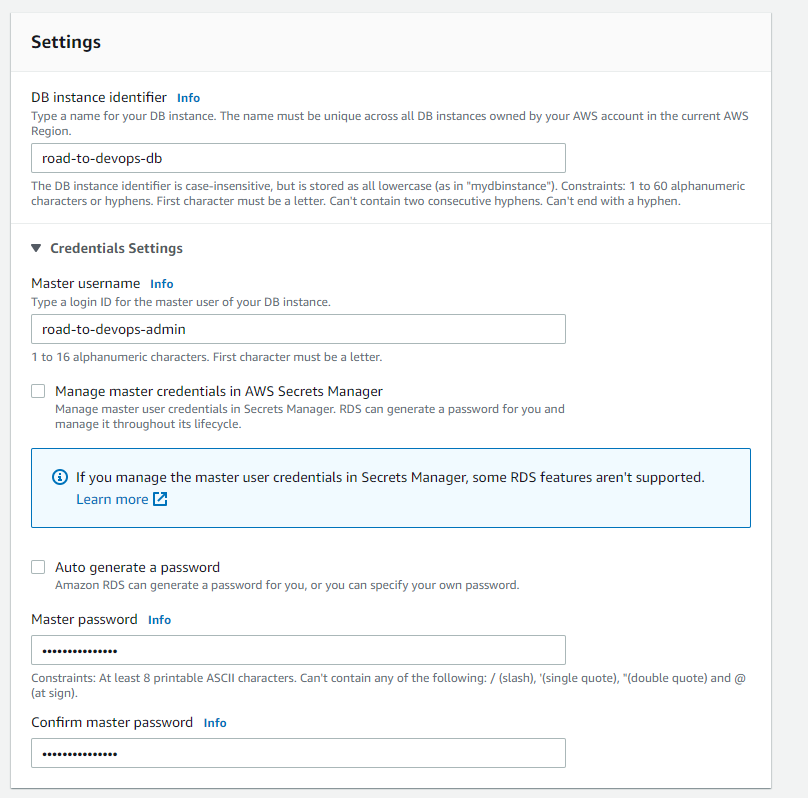 Settings
DB instance identifier Info
Type a name for your DB instance. The name must be unique across all DB instances owned by your AWS account in the current AWS
Region.
road-to-devops-db
The DB instance identifier is case-insensitive, but is stored as all lowercase (as in "mydbinstance"). Constraints: 1 to 60 alphanumeric
characters or hyphens. First character must be a letter. Can't contain two consecutive hyphens. Can't end with a hyphen.
Credentials Settings
Master username Info
Type a login ID for the master user of your DB instance.
road-to-devops-admin
1 to 16 alphanumeric characters. First character must be a letter.
Manage master credentials in AWS Secrets Manager
Manage master user credentials in Secrets Manager. RDS can generate a password for you and
manage it throughout its lifecycle.
If you manage the master user credentials in Secrets Manager, some RDS features aren't supported.
Learn more
Auto generate a password
Amazon RDS can generate a password for you, or you can specify your own password.
Master password Info
•••••••••••••••
Constraints: At least 8 printable ASCII characters. Can't contain any of the following: / (slash), '(single quote), "(double quote) and @
(at sign).
Confirm master password Info
•••••••••••••••